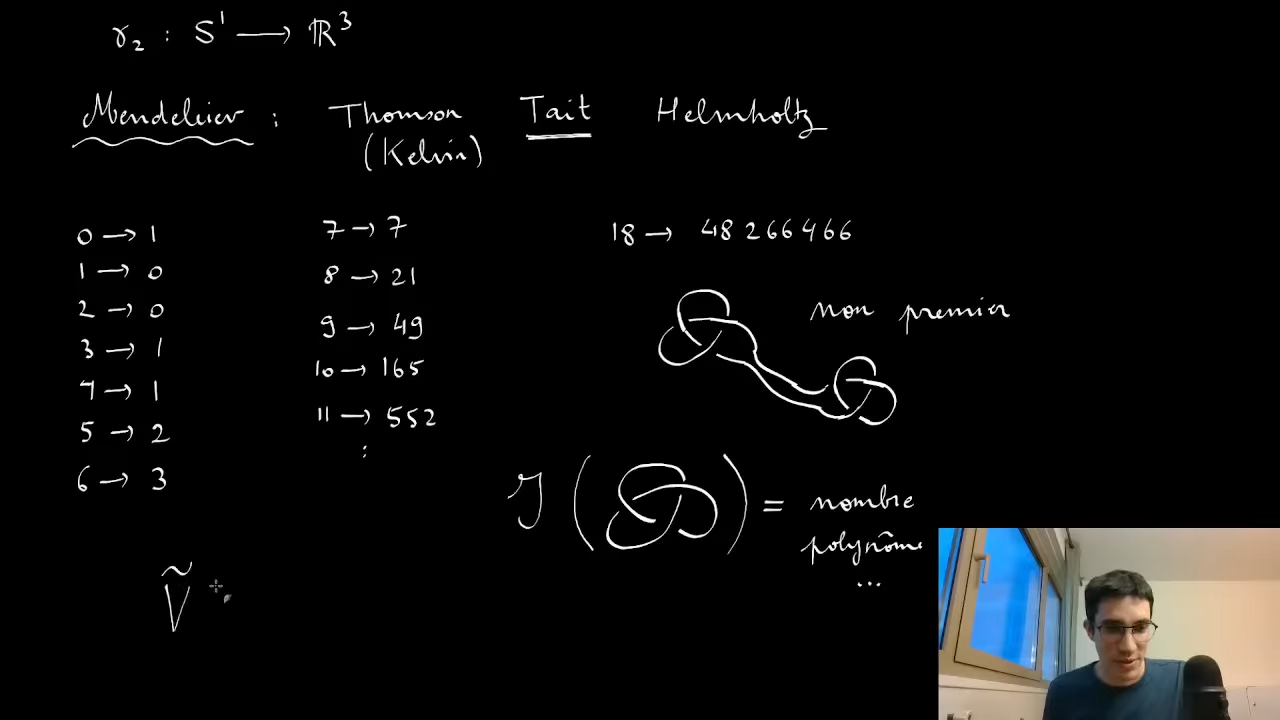 γ₂ : S¹ ⟶ ℝ³
Mendeleiev : Thomson Tait Helmholtz
(Kelvin)
0 → 1
1 → 0
2 → 0
3 → 1
4 → 1
5 → 2
6 → 3
7 → 7
8 → 21
9 → 49
10 → 165
11 → 552
:
18 → 48 266 466
non premier
J ( ) = nombre
polynôme
...
Ṽ